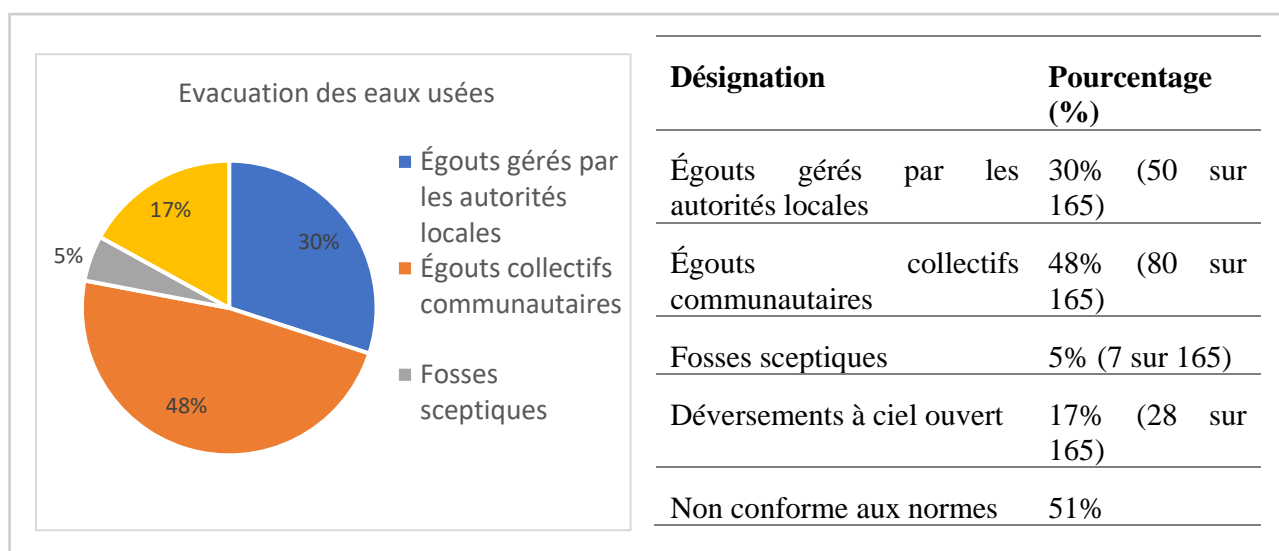 Evacuation des eaux usées
17%
5%
30%
48%
Égouts gérés par
les autorités
locales
Égouts collectifs
communautaires
Fosses
sceptiques
Désignation Pourcentage
(%)
Égouts gérés par les 30% (50 sur
autorités locales 165)
Égouts collectifs 48% (80 sur
communautaires 165)
Fosses sceptiques 5% (7 sur 165)
Déversements à ciel ouvert 17% (28 sur
165)
Non conforme aux normes 51%